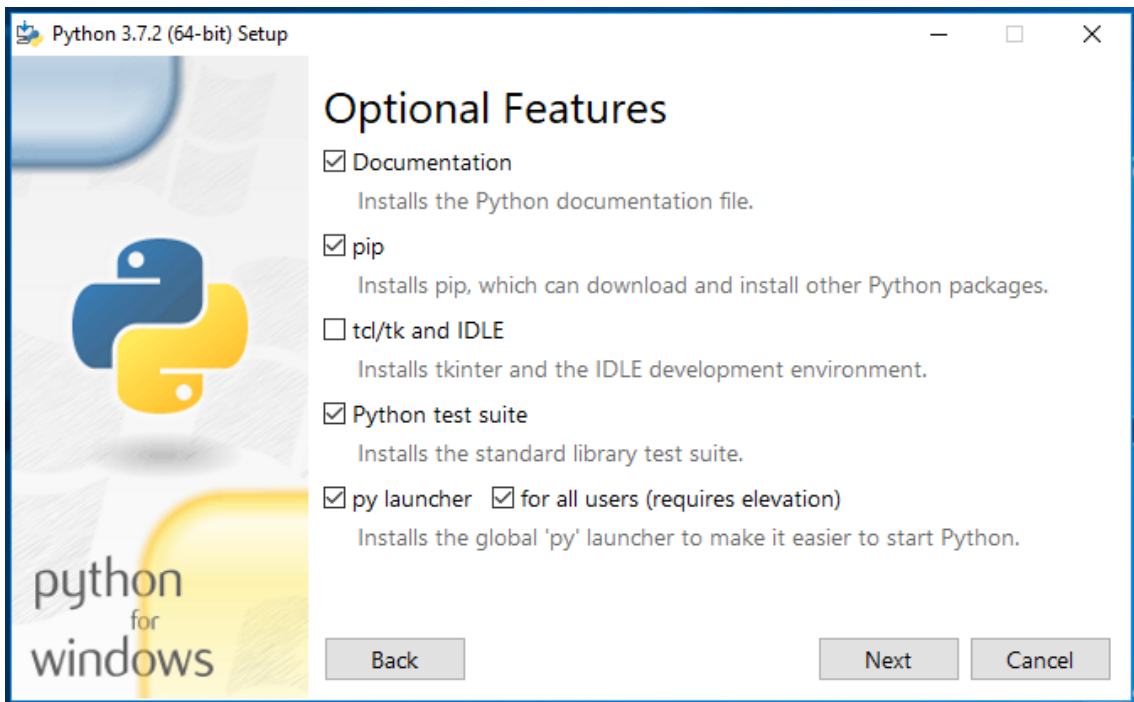 Python 3.7.2 (64-bit) Setup
Optional Features
Documentation
Installs the Python documentation file.
pip
Installs pip, which can download and install other Python packages.
tcl/tk and IDLE
Installs tkinter and the IDLE development environment.
Python test suite
Installs the standard library test suite.
py launcher for all users (requires elevation)
Installs the global 'py' launcher to make it easier to start Python.
python
for
windows
Back Next Cancel